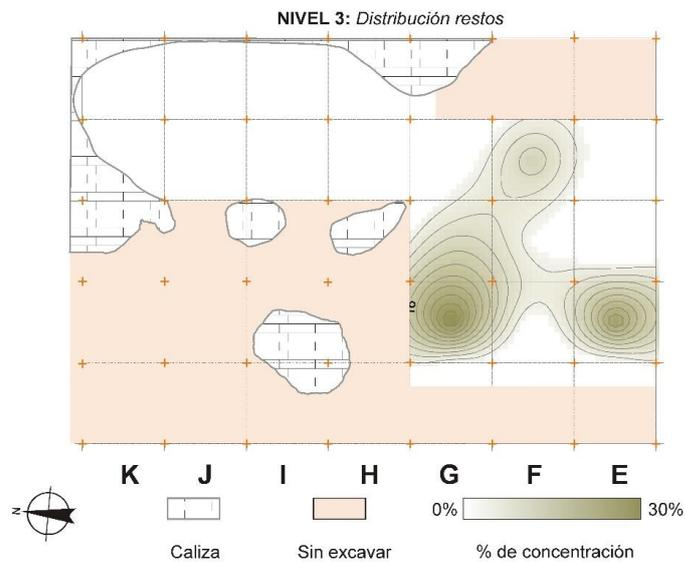 NIVEL 3: Distribución restos
K J I H G F E
N
0% 30%
Caliza Sin excavar % de concentración